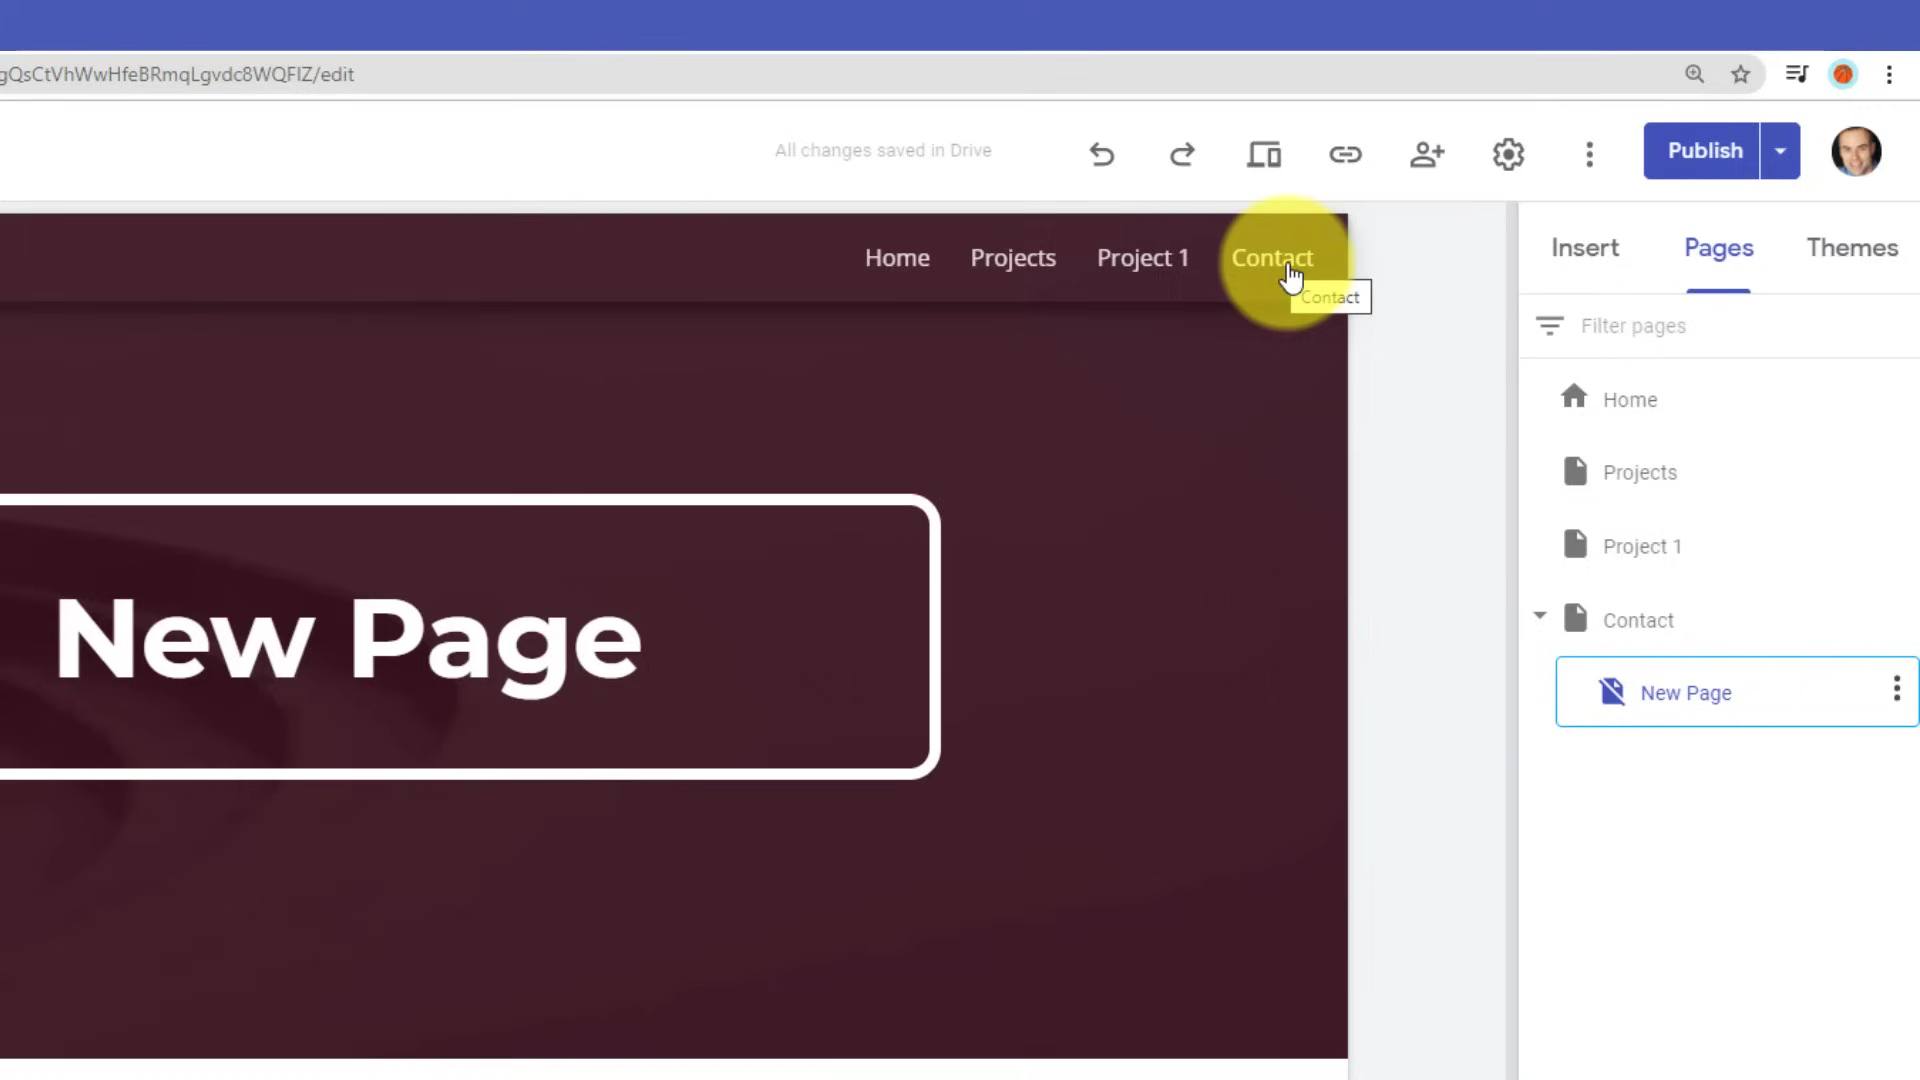 gQsCtVhWwHfeBRmqLgvdc8WQFIZ/edit
All changes saved in Drive
Publish
Home Projects Project 1 Contact
Contact
Insert Pages Themes
Filter pages
Home
Projects
Project 1
Contact
New Page
New Page